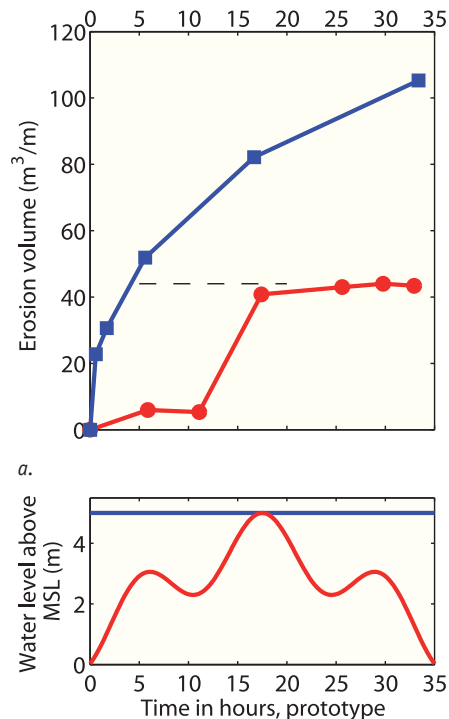 0 5 10 15 20 25 30 35
120
100
80
60
40
20
0
Erosion volume (m³/m)
a.
4
2
0
Water level above
MSL (m)
0 5 10 15 20 25 30 35
Time in hours, prototype